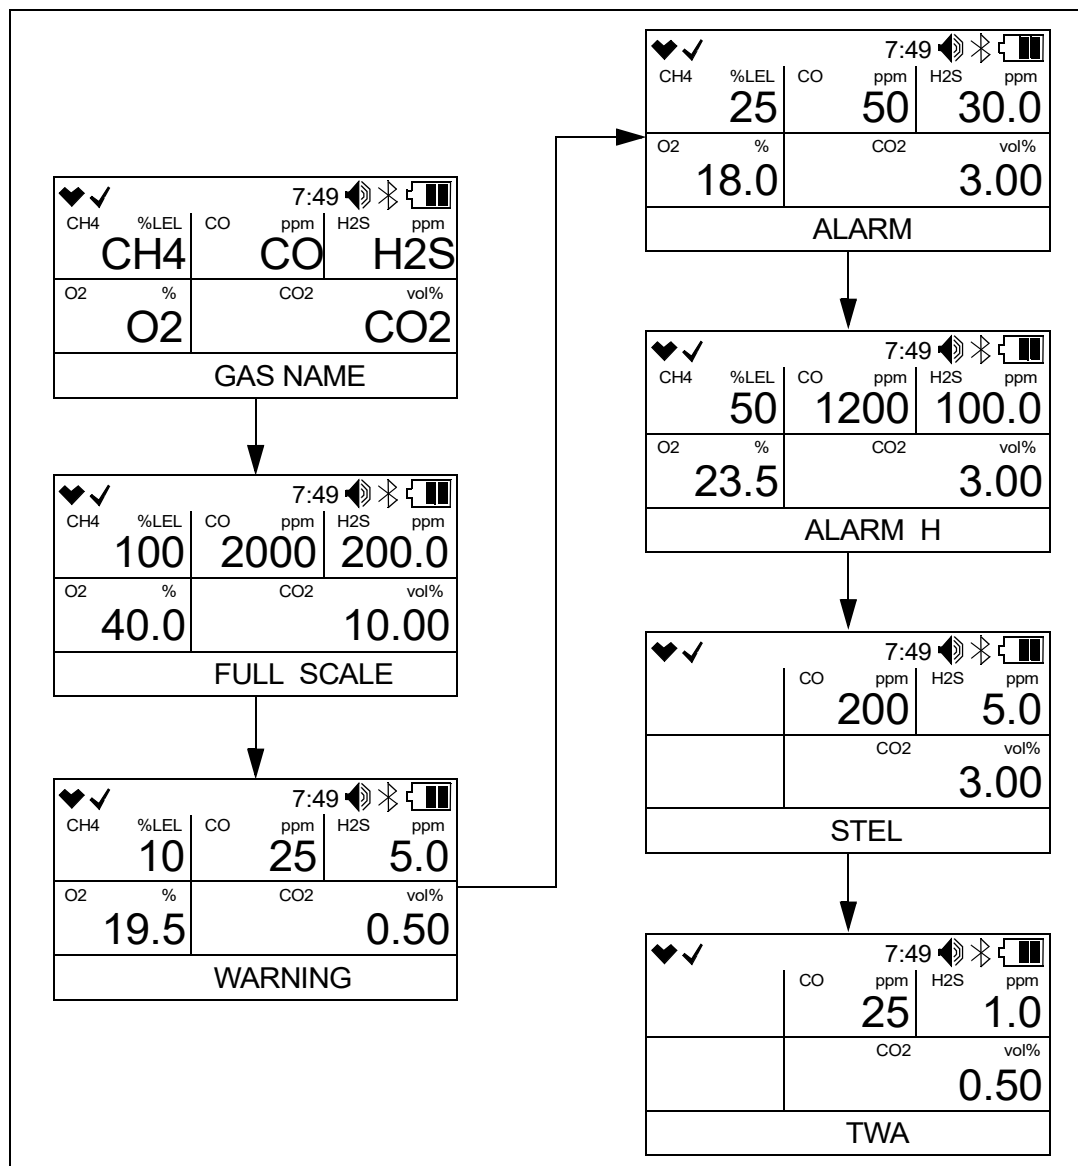 7:49
CH4 %LEL CO ppm H2S ppm
CH4 CO H2S
O2 % CO2 vol%
O2 CO2
GAS NAME
7:49
CH4 %LEL CO ppm H2S ppm
100 2000 200.0
O2 % CO2 vol%
40.0 10.00
FULL SCALE
7:49
CH4 %LEL CO ppm H2S ppm
10 25 5.0
O2 % CO2 vol%
19.5 0.50
WARNING
7:49
CH4 %LEL CO ppm H2S ppm
25 50 30.0
O2 % CO2 vol%
18.0 3.00
ALARM
7:49
CH4 %LEL CO ppm H2S ppm
50 1200 100.0
O2 % CO2 vol%
23.5 3.00
ALARM H
7:49
CO ppm H2S ppm
200 5.0
CO2 vol%
3.00
STEL
7:49
CO ppm H2S ppm
25 1.0
CO2 vol%
0.50
TWA